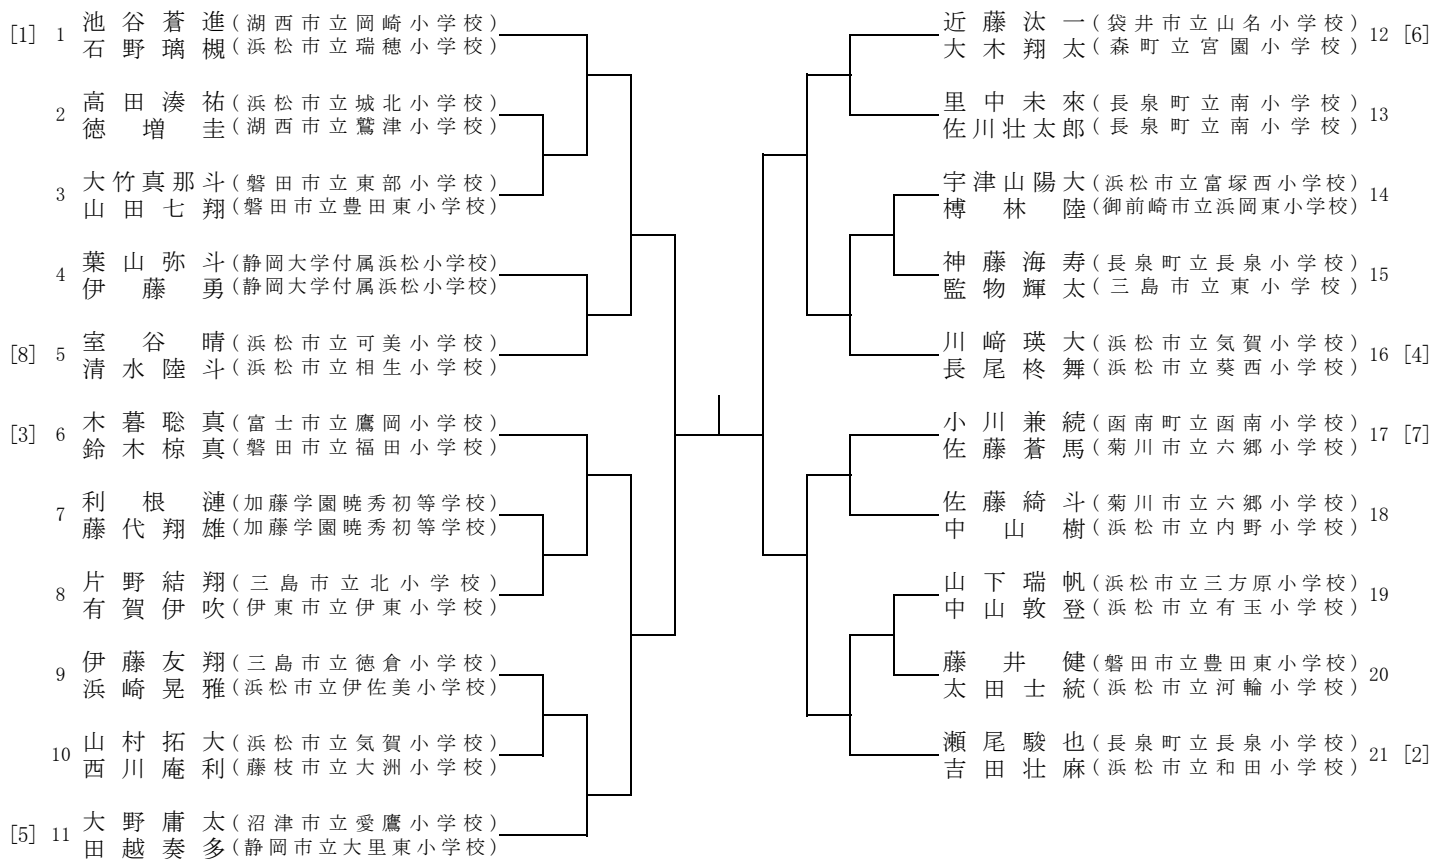 [1] 1 池谷蒼進(湖西市立岡崎小学校)
石野璃槻(浜松市立瑞穂小学校)
2 高田湊祐(浜松市立城北小学校)
徳増圭(湖西市立鷲津小学校)
3 大竹真那斗(磐田市立東部小学校)
山田七翔(磐田市立豊田東小学校)
4 葉山弥斗(静岡大学付属浜松小学校)
伊藤勇(静岡大学付属浜松小学校)
[8] 5 室谷晴(浜松市立可美小学校)
清水陸斗(浜松市立相生小学校)
[3] 6 木暮聡真(富士市立鷹岡小学校)
鈴木椋真(磐田市立福田小学校)
7 利根漣(加藤学園暁秀初等学校)
藤代翔雄(加藤学園暁秀初等学校)
8 片野結翔(三島市立北小学校)
有賀伊吹(伊東市立伊東小学校)
9 伊藤友翔(三島市立徳倉小学校)
浜崎晃雅(浜松市立伊佐美小学校)
10 山村拓大(浜松市立気賀小学校)
西川庵利(藤枝市立大洲小学校)
[5] 11 大野庸太(沼津市立愛鷹小学校)
田越奏多(静岡市立大里東小学校)
近藤汰一(袋井市立山名小学校) 12 [6]
大木翔太(森町立宮園小学校)
里中未來(長泉町立南小学校) 13
佐川壮太郎(長泉町立南小学校)
宇津山陽大(浜松市立富塚西小学校) 14
榑林陸(御前崎市立浜岡東小学校)
神藤海寿(長泉町立長泉小学校) 15
監物輝太(三島市立東小学校)
川﨑瑛大(浜松市立気賀小学校) 16 [4]
長尾柊舞(浜松市立葵西小学校)
小川兼続(函南町立函南小学校) 17 [7]
佐藤蒼馬(菊川市立六郷小学校)
佐藤綺斗(菊川市立六郷小学校) 18
中山樹(浜松市立内野小学校)
山下瑞帆(浜松市立三方原小学校) 19
中山敦登(浜松市立有玉小学校)
藤井健(磐田市立豊田東小学校) 20
太田士統(浜松市立河輪小学校)
瀬尾駿也(長泉町立長泉小学校) 21 [2]
吉田壮麻(浜松市立和田小学校)